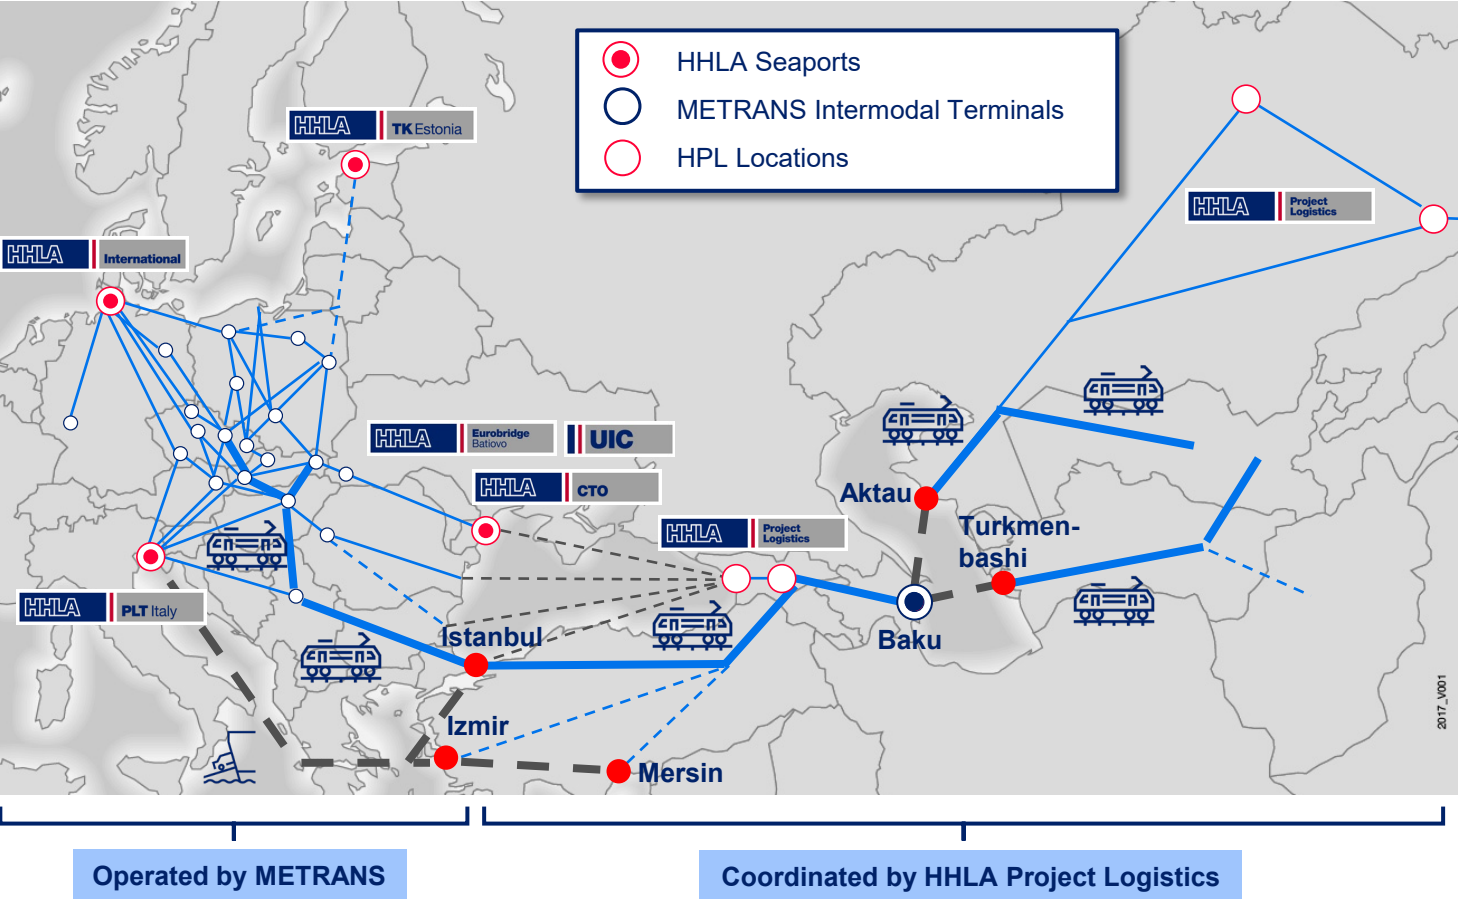 HHLA Seaports
METRANS Intermodal Terminals
HPL Locations
HHLA TK Estonia
HHLA Project
Logistics
HHLA International
HHLA Eurobridge
Batiovo
UIC
HHLA CTO
HHLA Project
Logistics
Aktau
Turkmen-
bashi
HHLA PLT Italy
Istanbul
Baku
Izmir
Mersin
2017_V001
Operated by METRANS
Coordinated by HHLA Project Logistics